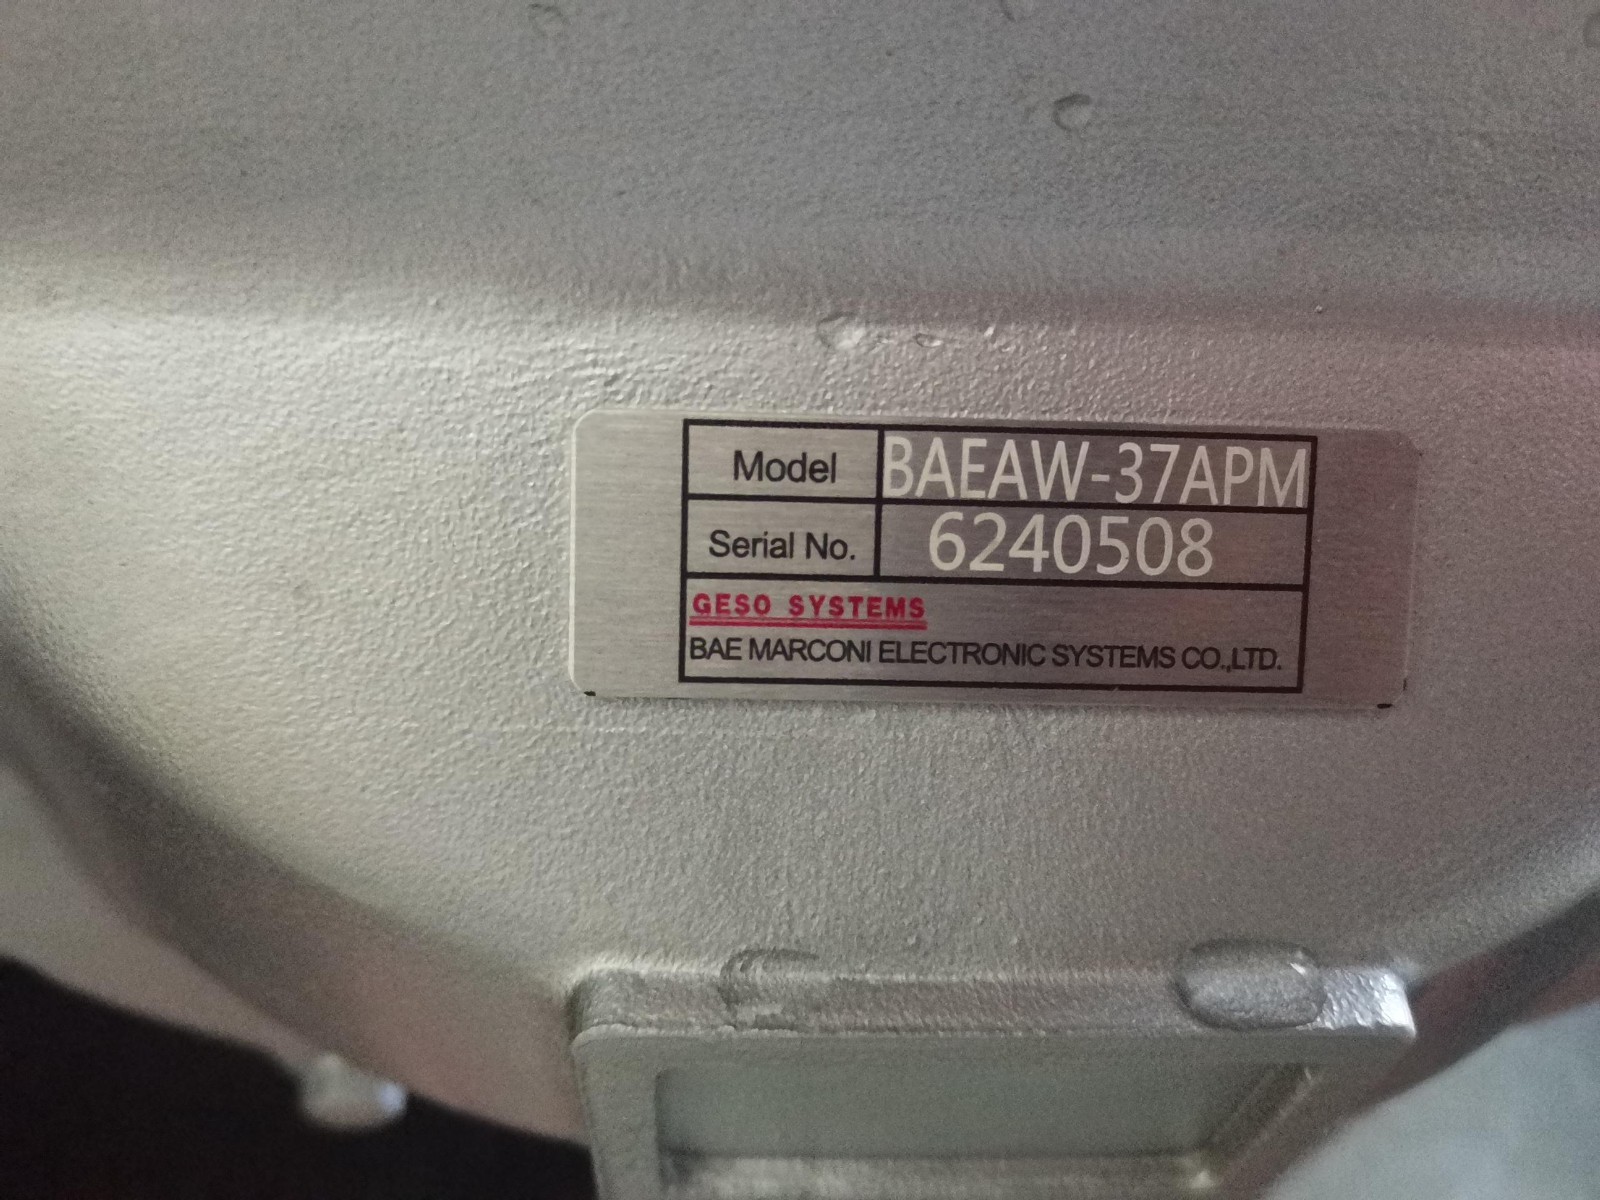 Model BAEAW-37APM
Serial No. 6240508
GESO SYSTEMS
BAE MARCONI ELECTRONIC SYSTEMS CO.,LTD.